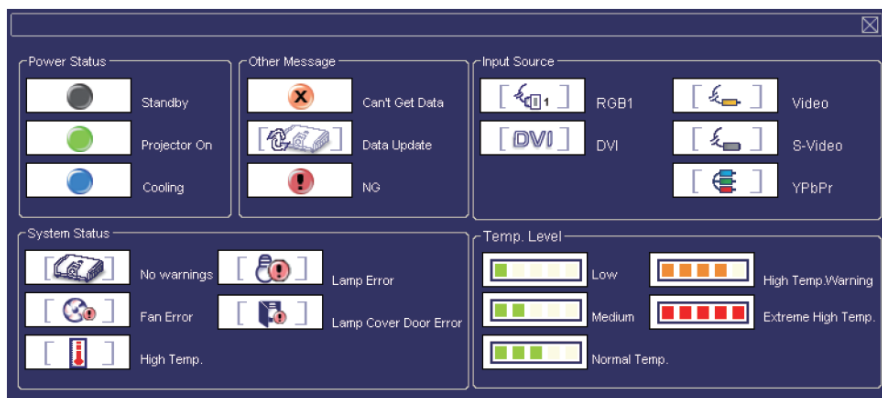 Power Status
Standby
Projector On
Cooling
Other Message
Can't Get Data
Data Update
NG
Input Source
1
RGB1
DVI
DVI
Video
S-Video
YPbPr
System Status
No warnings
Fan Error
High Temp.
Lamp Error
Lamp Cover Door Error
Temp. Level
Low
Medium
Normal Temp.
High Temp.Warning
Extreme High Temp.